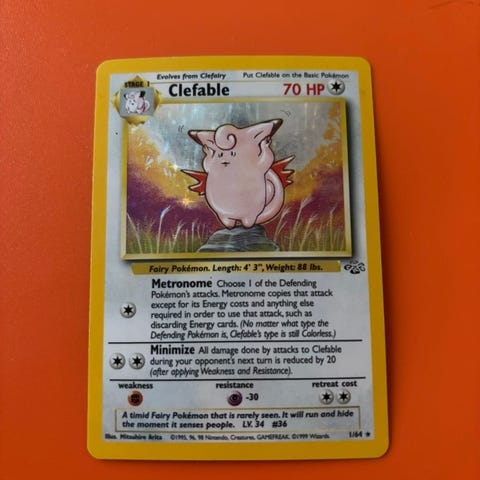 Evolves from Clefairy Put Clefable on the Basic Pokémon
STAGE 1
Clefable 70 HP
Fairy Pokémon. Length: 4' 3", Weight: 88 lbs.
Metronome Choose 1 of the Defending
Pokémon's attacks. Metronome copies that attack
except for its Energy costs and anything else
required in order to use that attack, such as
discarding Energy cards. (No matter what type the
Defending Pokémon is, Clefable's type is still Colorless.)
Minimize All damage done by attacks to Clefable
during your opponent's next turn is reduced by 20
(after applying Weakness and Resistance).
weakness resistance retreat cost
-30
A timid Fairy Pokémon that is rarely seen. It will run and hide
the moment it senses people. LV. 34 #36
Illus. Mitsuhiro Arita ©1995, 96, 98 Nintendo, Creatures, GAMEFREAK. ©1999 Wizards. 1/64 ★